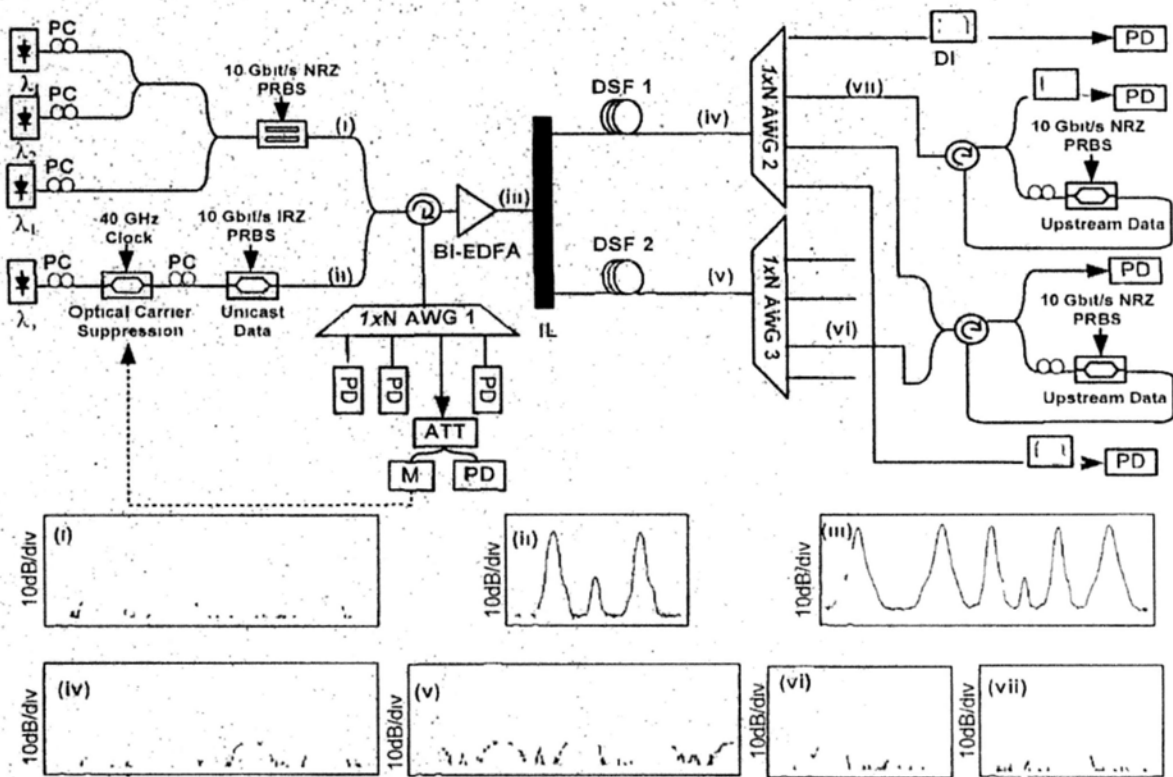 PC
PC
PC
λ
10 Gbit/s NRZ
PRBS
(i)
40 GHz
Clock
PC
PC
10 Gbit/s IRZ
PRBS
(ii)
λ
Optical Carrier
Suppression
Unicast
Data
BI-EDFA
(iii)
IL
1xN AWG 1
PD
PD
PD
ATT
M
PD
DSF 1
(iv)
1xN AWG 2
DSF 2
(v)
1xN AWG 3
DI
PD
(vii)
PD
10 Gbit/s NRZ
PRBS
Upstream Data
(vi)
PD
10 Gbit/s NRZ
PRBS
Upstream Data
PD
10dB/div
(i)
10dB/div
(ii)
10dB/div
(iii)
10dB/div
(iv)
10dB/div
(v)
10dB/div
(vi)
10dB/div
(vii)